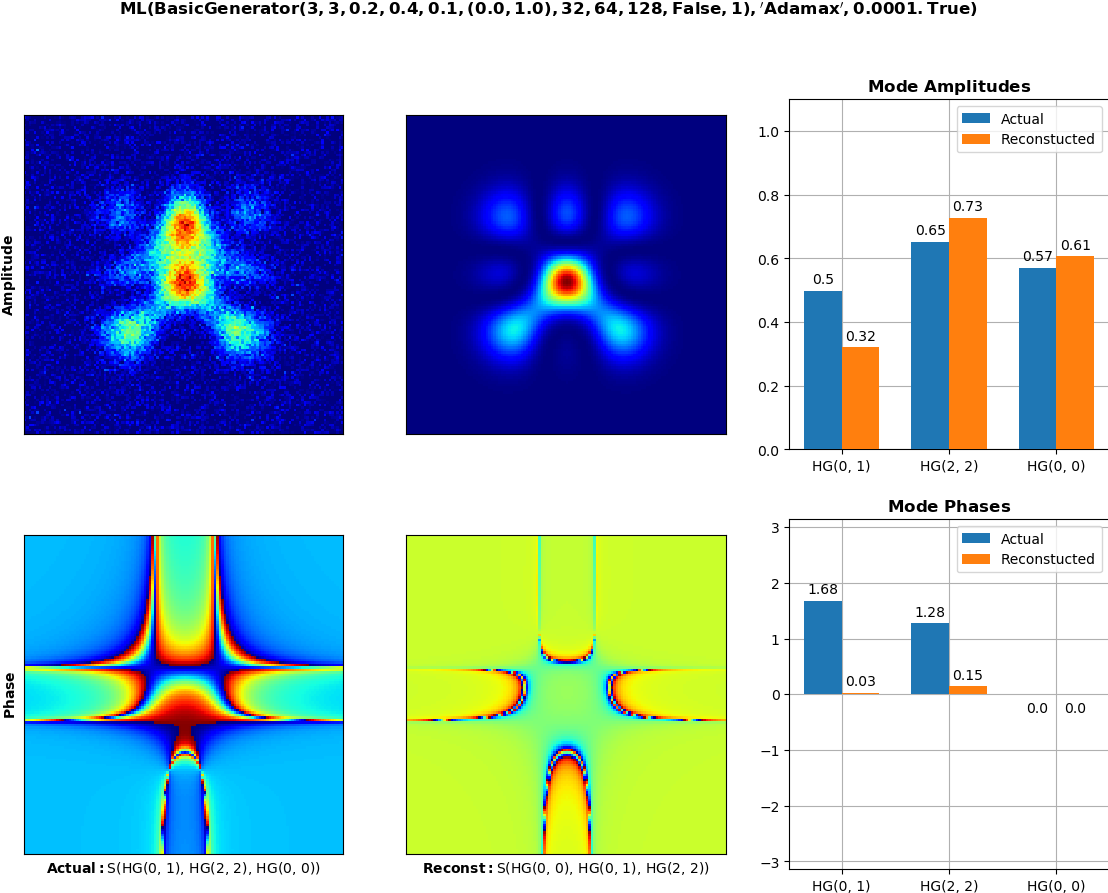 ML(BasicGenerator(3, 3, 0.2, 0.4, 0.1, (0.0, 1.0), 32, 64, 128, False, 1), ′Adamax′, 0.0001. True)
Mode Amplitudes
Actual
Reconstucted
1.0
0.8
0.6
0.4
0.2
0.0
0.5
0.32
0.65
0.73
0.57
0.61
HG(0, 1)
HG(2, 2)
HG(0, 0)
Amplitude
Mode Phases
Actual
Reconstucted
3
2
1
0
−1
−2
−3
1.68
0.03
1.28
0.15
0.0
0.0
HG(0, 1)
HG(2, 2)
HG(0, 0)
Phase
Actual: S(HG(0, 1), HG(2, 2), HG(0, 0))
Reconst: S(HG(0, 0), HG(0, 1), HG(2, 2))